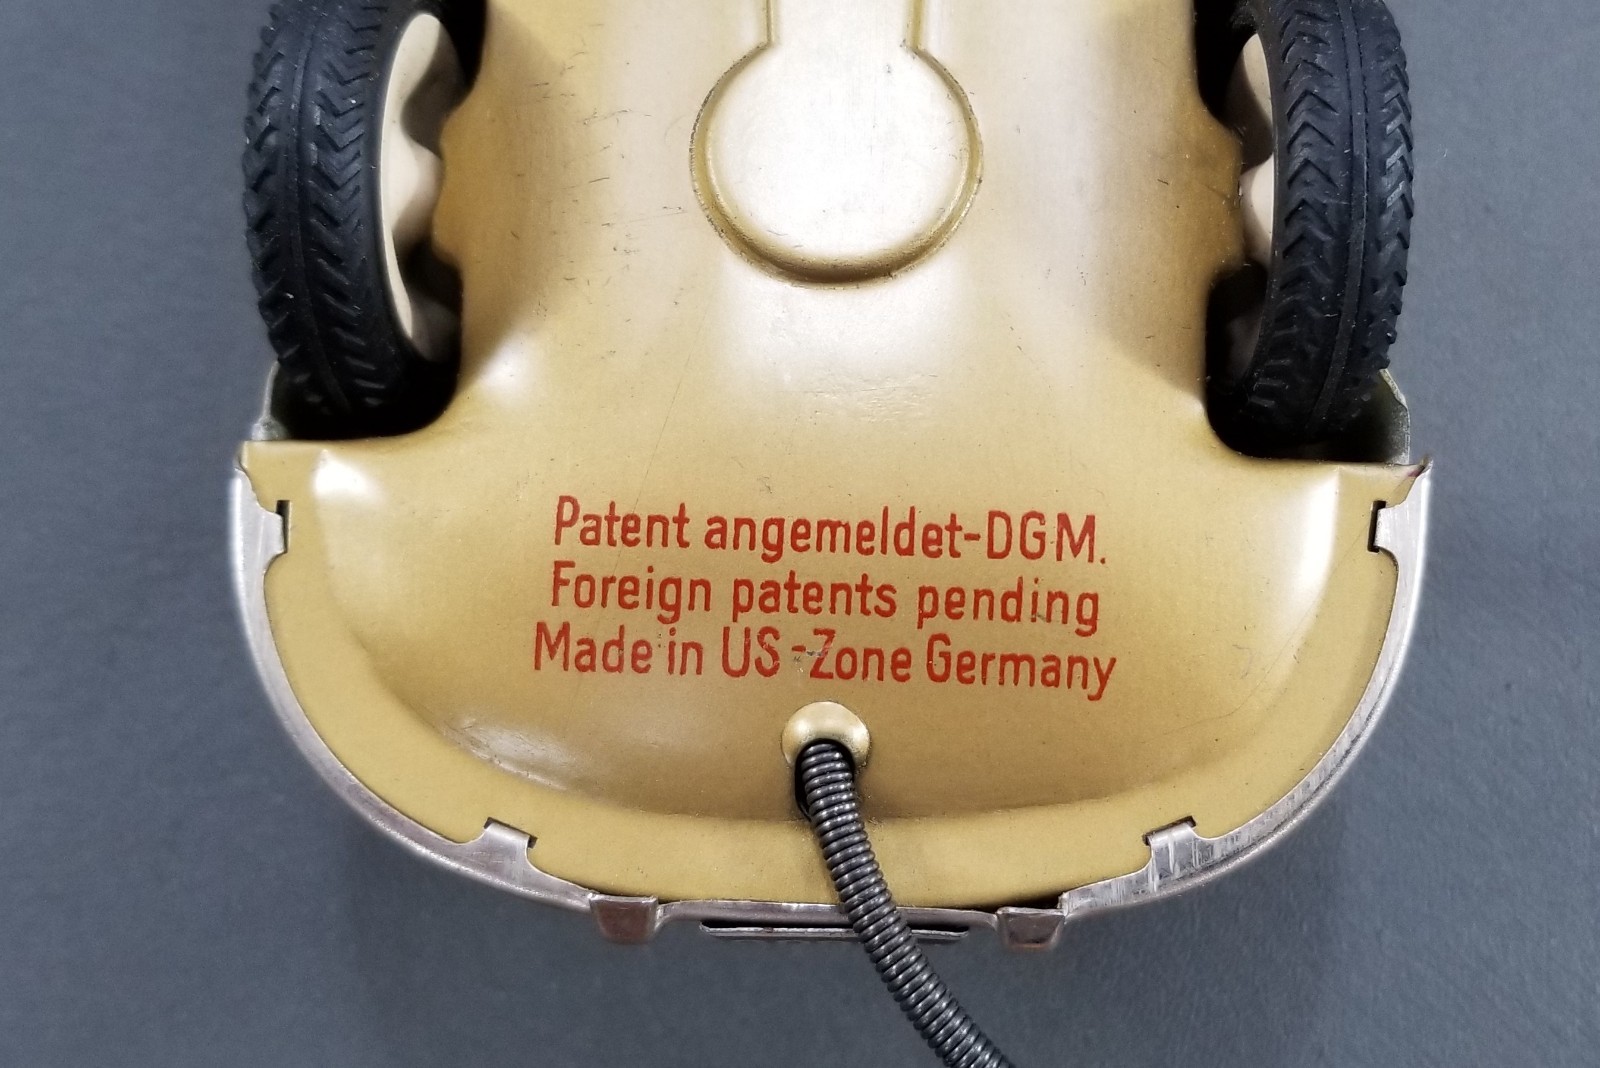 Patent angemeldet-DGM.
Foreign patents pending
Made in US-Zone Germany